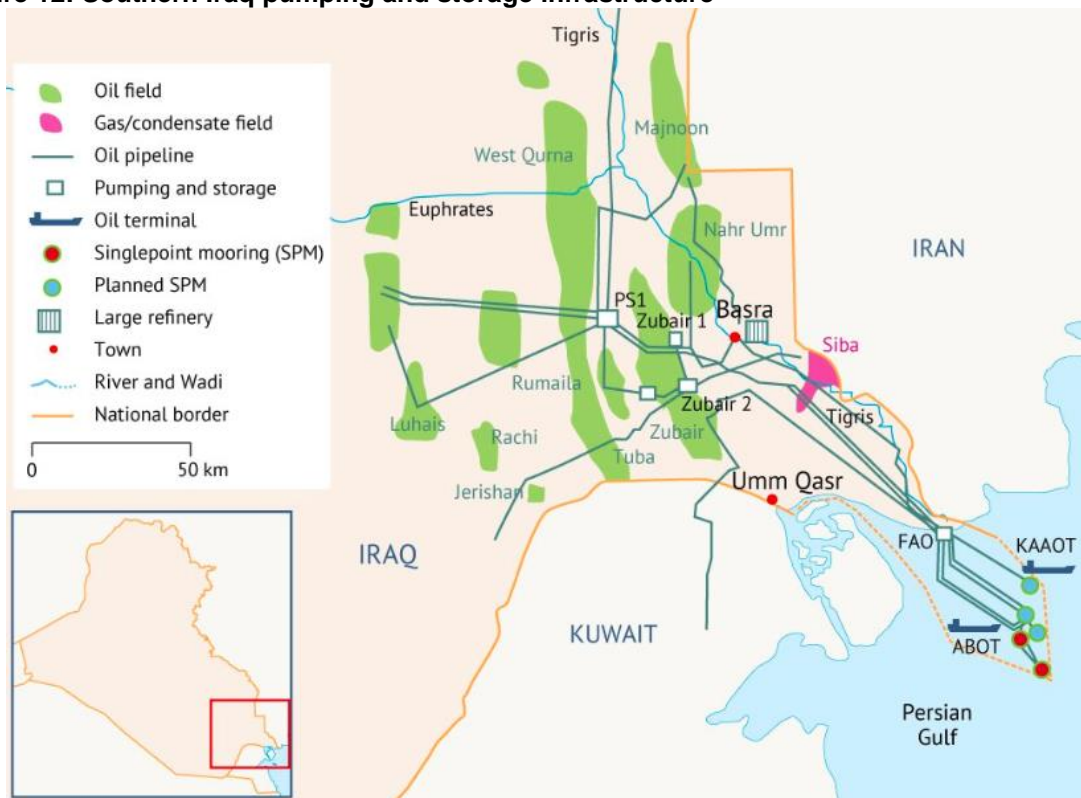 Southern Iraq pumping and storage infrastructure
Oil field
Gas/condensate field
Oil pipeline
Pumping and storage
Oil terminal
Singlepoint mooring (SPM)
Planned SPM
Large refinery
Town
River and Wadi
National border
0 50 km
Tigris
Majnoon
West Qurna
Euphrates
Nahr Umr
IRAN
PS1
Zubair 1
Basra
Siba
Rumaila
Zubair 2
Tigris
Luhais
Rachi
Zubair
Tuba
Jerishan
Umm Qasr
IRAQ
FAO
KAAOT
KUWAIT
ABOT
Persian
Gulf